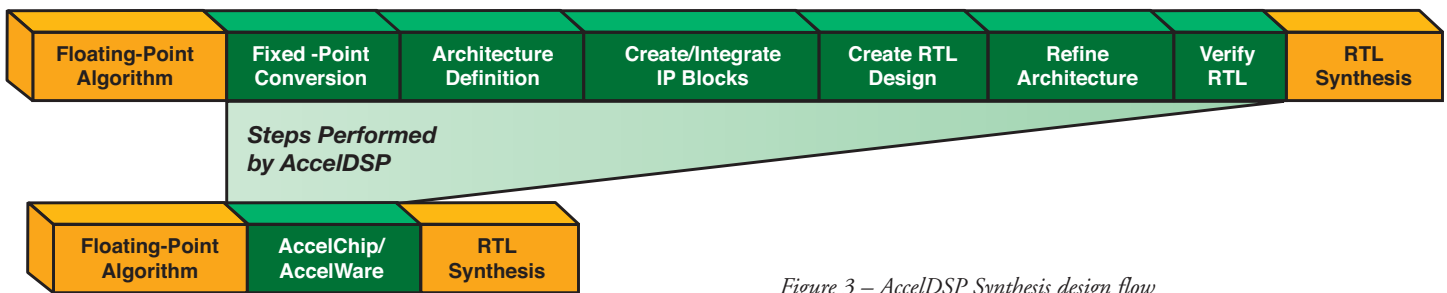 Floating-Point
Algorithm
Fixed -Point
Conversion
Architecture
Definition
Create/Integrate
IP Blocks
Create RTL
Design
Refine
Architecture
Verify
RTL
RTL
Synthesis
Steps Performed
by AccelDSP
Floating-Point
Algorithm
AccelChip/
AccelWare
RTL
Synthesis
Figure 3 – AccelDSP Synthesis design flow